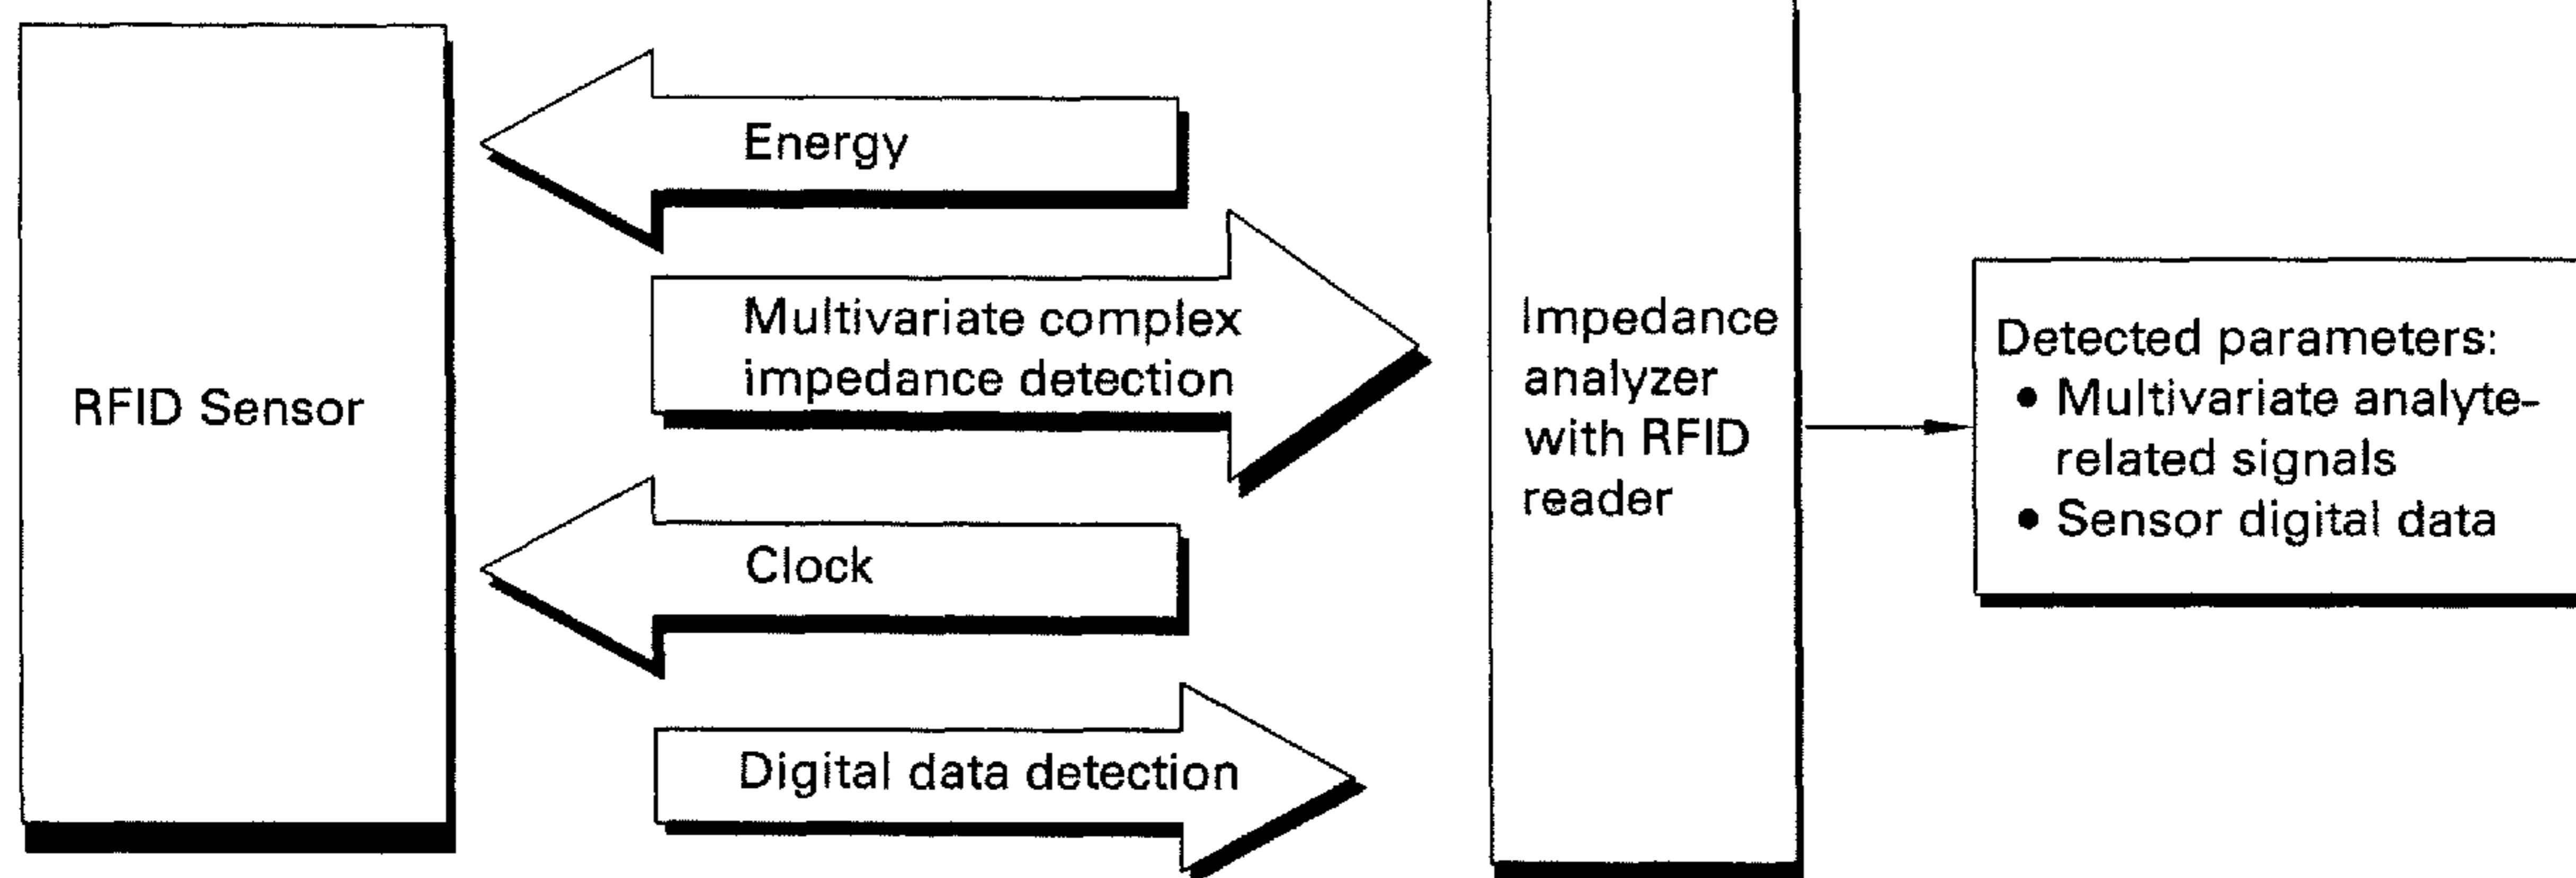 RFID Sensor
Energy
Multivariate complex
impedance detection
Clock
Digital data detection
Impedance
analyzer
with RFID
reader
Detected parameters:
• Multivariate analyte-
related signals
• Sensor digital data